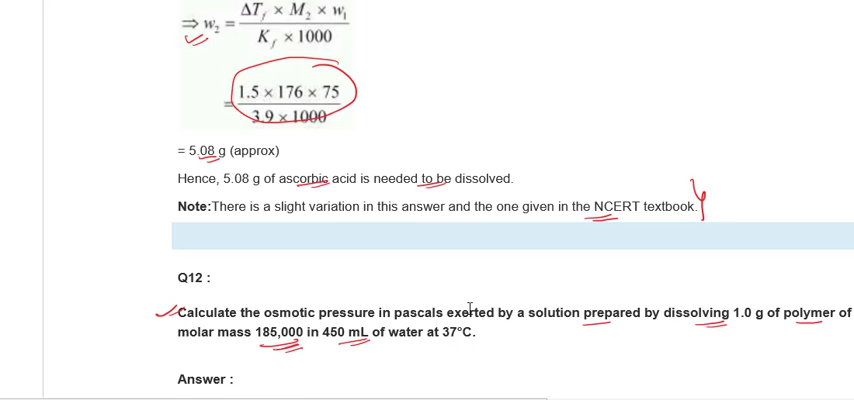 ⇒ w₂ = ΔT_f × M₂ × w₁ / K_f × 1000
= 1.5 × 176 × 75 / 3.9 × 1000
= 5.08 g (approx)
Hence, 5.08 g of ascorbic acid is needed to be dissolved.
Note:There is a slight variation in this answer and the one given in the NCERT textbook.
Q12 :
Calculate the osmotic pressure in pascals exerted by a solution prepared by dissolving 1.0 g of polymer of
molar mass 185,000 in 450 mL of water at 37°C.
Answer :